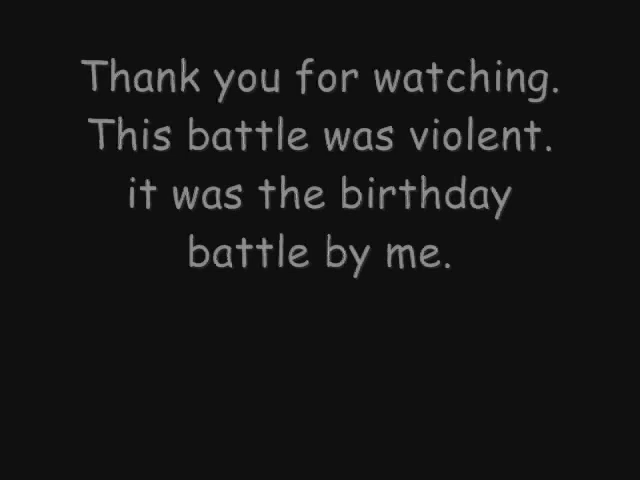 Thank you for watching.
This battle was violent.
it was the birthday
battle by me.